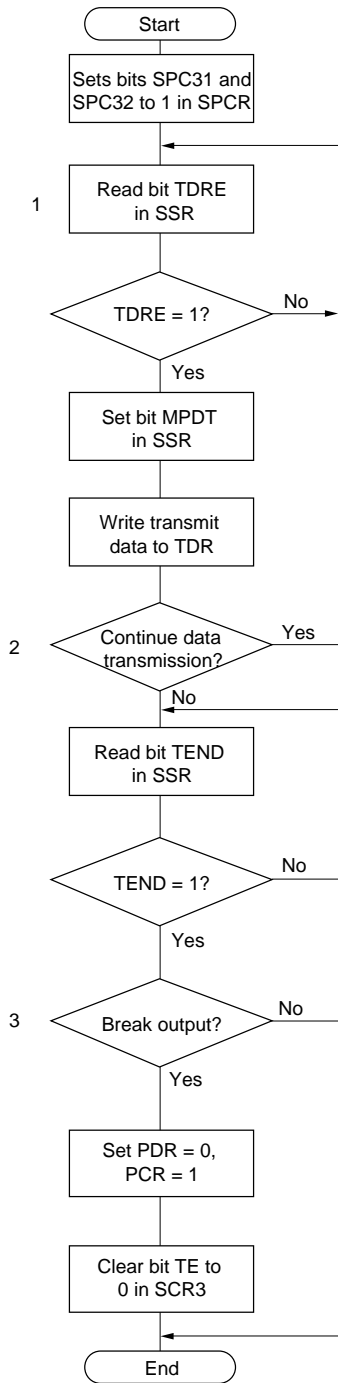 Start
Sets bits SPC31 and
SPC32 to 1 in SPCR
1
Read bit TDRE
in SSR
TDRE = 1?
No
Yes
Set bit MPDT
in SSR
Write transmit
data to TDR
2
Continue data
transmission?
Yes
No
Read bit TEND
in SSR
TEND = 1?
No
Yes
3
Break output?
No
Yes
Set PDR = 0,
PCR = 1
Clear bit TE to
0 in SCR3
End